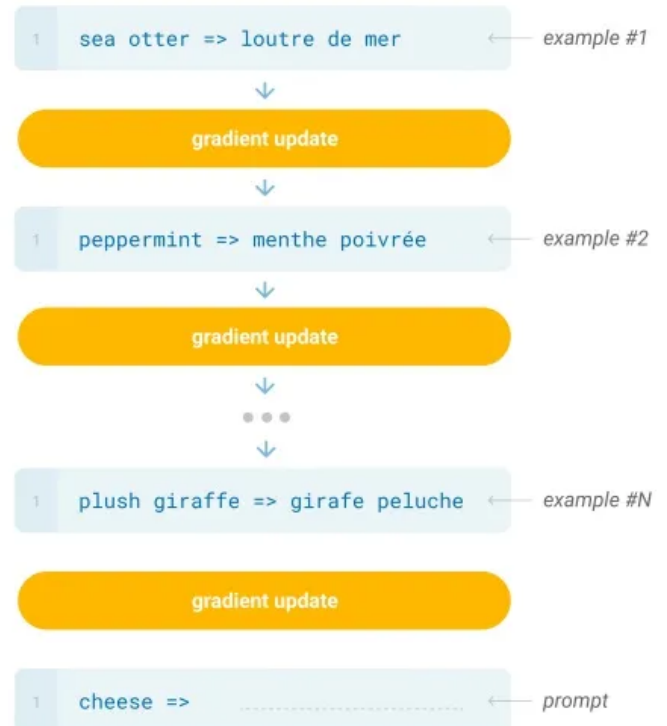 1 sea otter => loutre de mer example #1
gradient update
1 peppermint => menthe poivrée example #2
gradient update
1 plush giraffe => girafe peluche example #N
gradient update
1 cheese => prompt